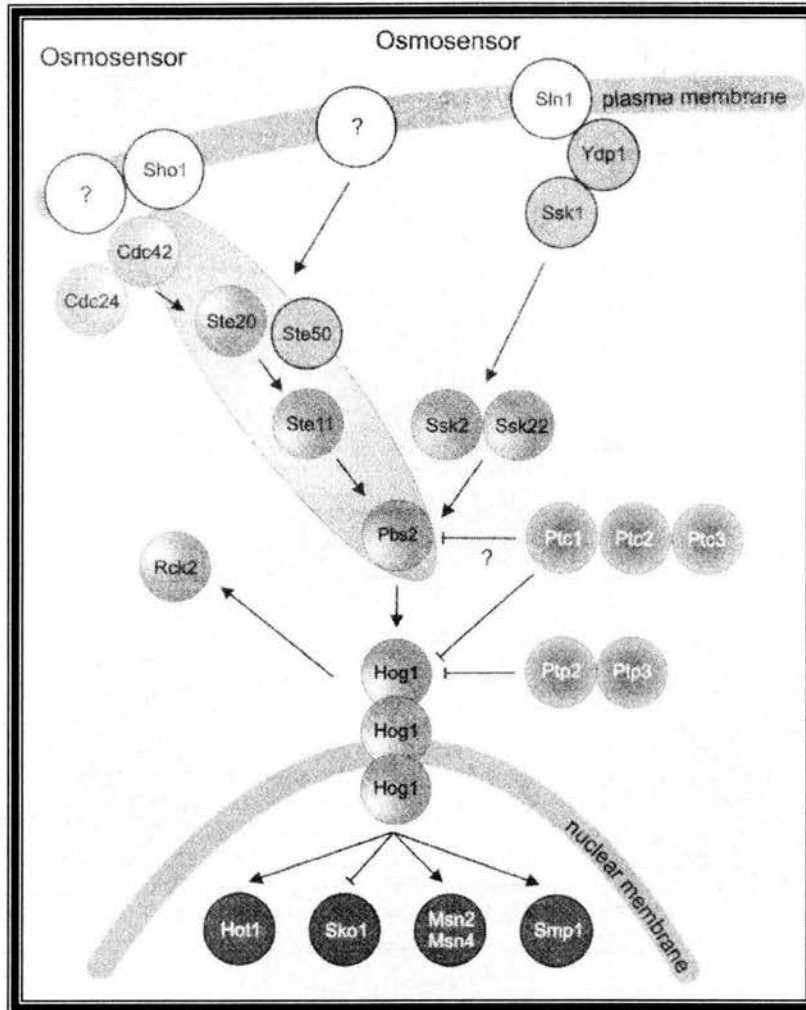 Osmosensor
Osmosensor
Sln1
plasma membrane
?
Ydp1
Sho1
?
Ssk1
Cdc42
Cdc24
Ste20
Ste50
Ste11
Ssk2
Ssk22
Pbs2
?
Ptc1
Ptc2
Ptc3
Rck2
Hog1
Ptp2
Ptp3
Hog1
Hog1
nuclear membrane
Hot1
Sko1
Msn2
Msn4
Smp1